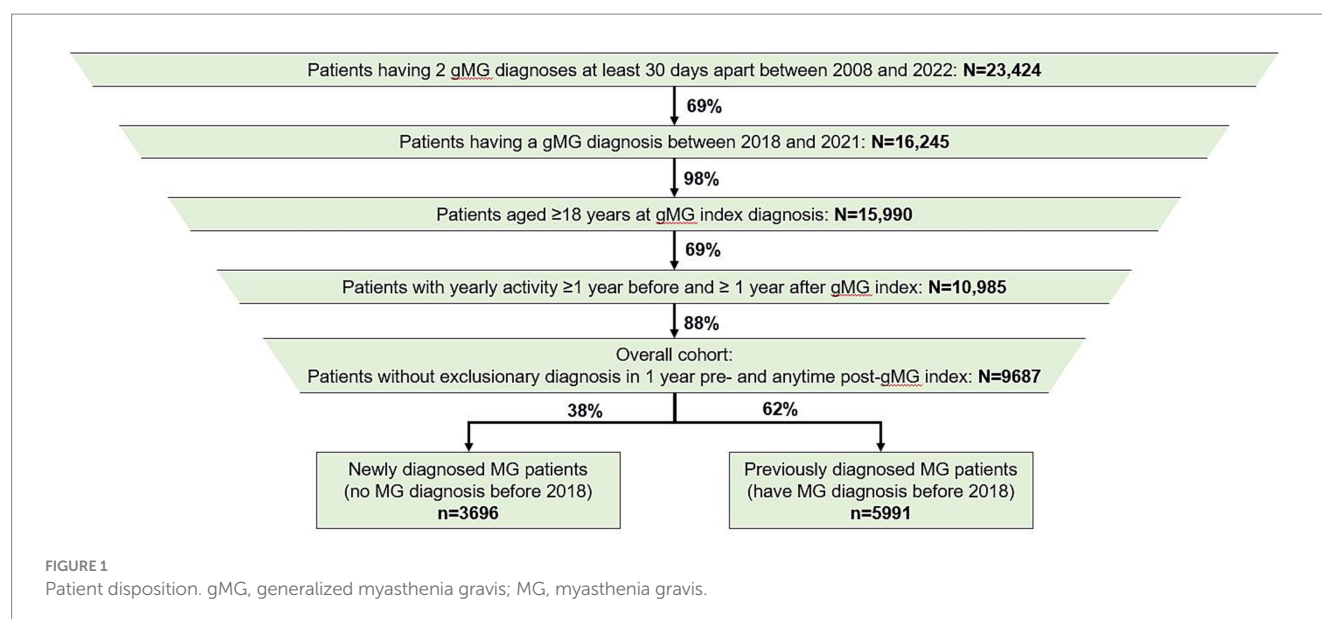 Patients having 2 gMG diagnoses at least 30 days apart between 2008 and 2022: N=23,424
69%
Patients having a gMG diagnosis between 2018 and 2021: N=16,245
98%
Patients aged ≥18 years at gMG index diagnosis: N=15,990
69%
Patients with yearly activity ≥1 year before and ≥ 1 year after gMG index: N=10,985
88%
Overall cohort:
Patients without exclusionary diagnosis in 1 year pre- and anytime post-gMG index: N=9687
38%
62%
Newly diagnosed MG patients
(no MG diagnosis before 2018)
n=3696
Previously diagnosed MG patients
(have MG diagnosis before 2018)
n=5991
FIGURE 1
Patient disposition. gMG, generalized myasthenia gravis; MG, myasthenia gravis.